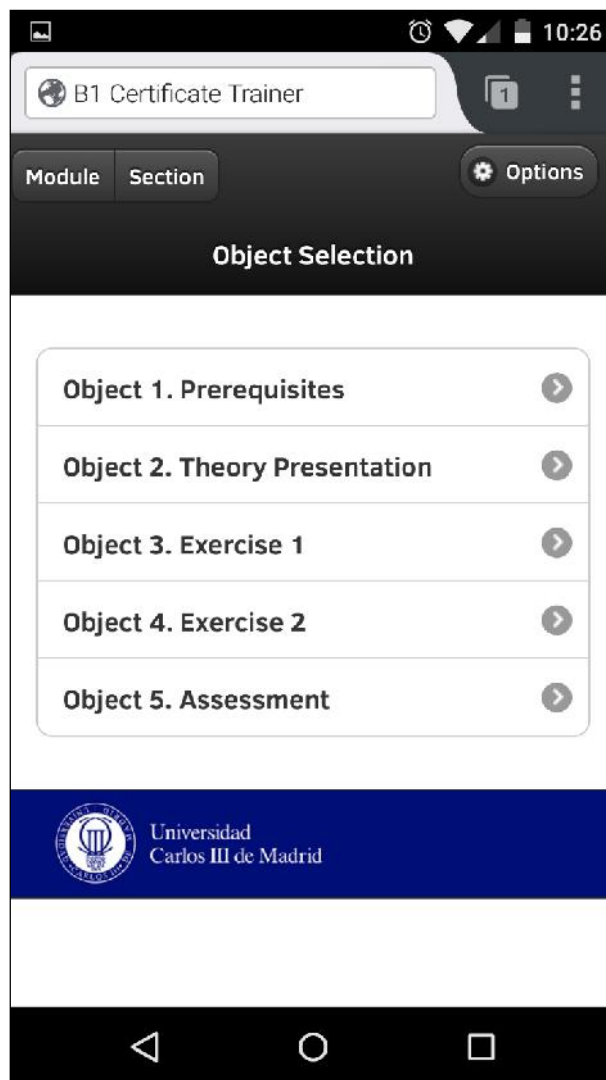 10:26
B1 Certificate Trainer
1
Module Section Options
Object Selection
Object 1. Prerequisites
Object 2. Theory Presentation
Object 3. Exercise 1
Object 4. Exercise 2
Object 5. Assessment
Universidad
Carlos III de Madrid